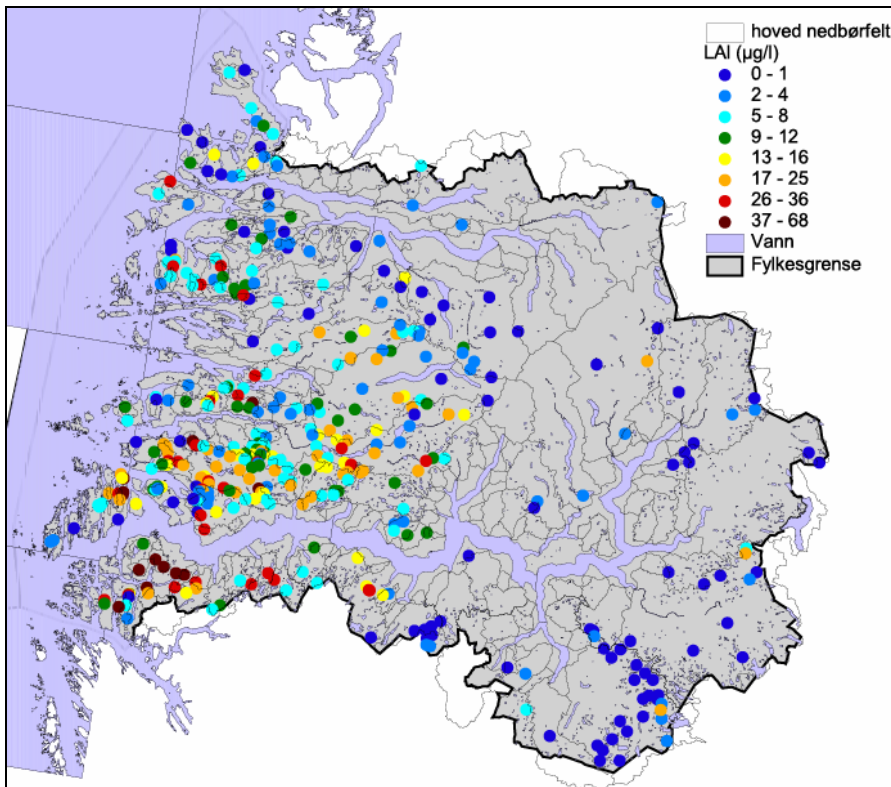 hoved nedbørfelt
LAl (µg/l)
0 - 1
2 - 4
5 - 8
9 - 12
13 - 16
17 - 25
26 - 36
37 - 68
Vann
Fylkesgrense